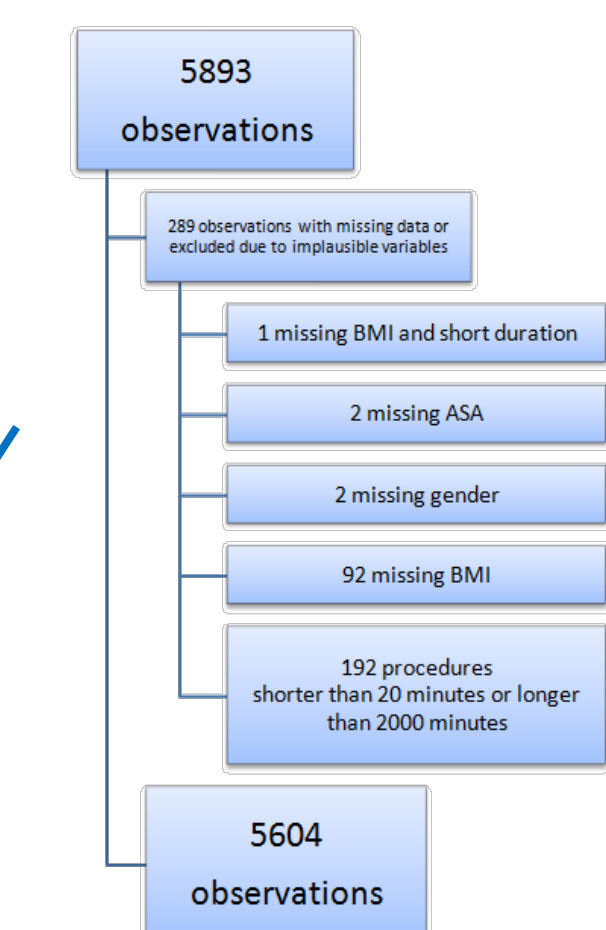 5893
observations
289 observations with missing data or
excluded due to implausible variables
1 missing BMI and short duration
2 missing ASA
2 missing gender
92 missing BMI
192 procedures
shorter than 20 minutes or longer
than 2000 minutes
5604
observations